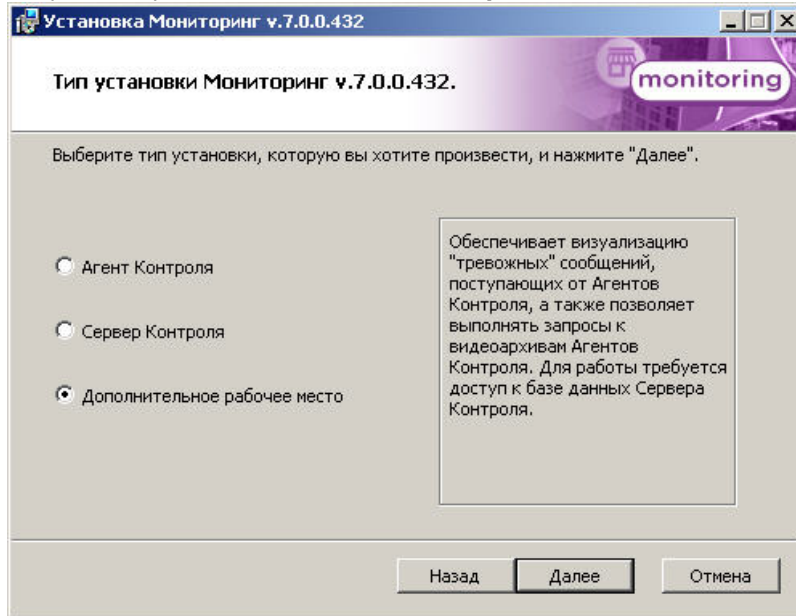 Установка Мониторинг v.7.0.0.432
Тип установки Мониторинг v.7.0.0.432.
monitoring
Выберите тип установки, которую вы хотите произвести, и нажмите "Далее".
Агент Контроля
Сервер Контроля
Дополнительное рабочее место
Обеспечивает визуализацию
"тревожных" сообщений,
поступающих от Агентов
Контроля, а также позволяет
выполнять запросы к
видеоархивам Агентов
Контроля. Для работы требуется
доступ к базе данных Сервера
Контроля.
Назад
Далее
Отмена